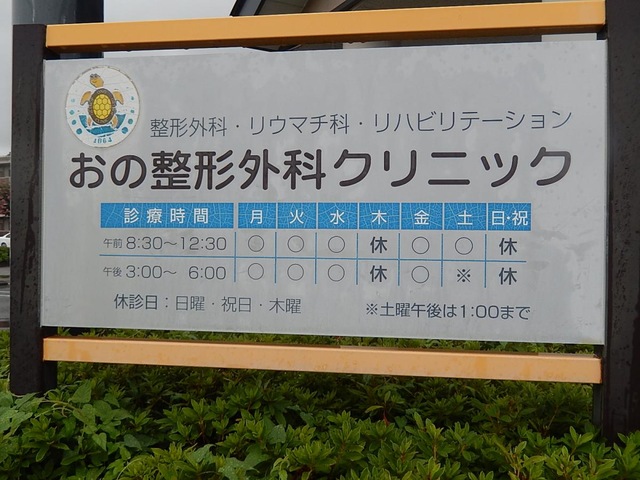 整形外科・リウマチ科・リハビリテーション
おの整形外科クリニック
診療時間 月 火 水 木 金 土 日・祝
午前 8:30〜12:30 ○ ○ ○ 休 ○ ○ 休
午後 3:00〜 6:00 ○ ○ ○ 休 ○ ※ 休
休診日：日曜・祝日・木曜 ※土曜午後は1:00まで